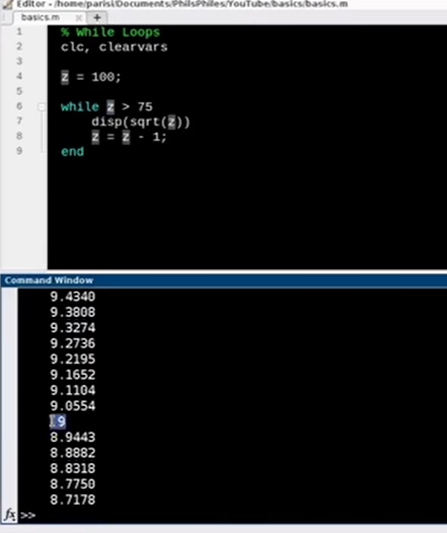 Editor - /home/parisi/Documents/PhilsPhiles/YouTube/basics/basics.m
basics.m × +
1 % While Loops
2 clc, clearvars
3
4 z = 100;
5
6 while z > 75
7 disp(sqrt(z))
8 z = z - 1;
9 end
Command Window
9.4340
9.3808
9.3274
9.2736
9.2195
9.1652
9.1104
9.0554
9
8.9443
8.8882
8.8318
8.7750
8.7178
fx >>